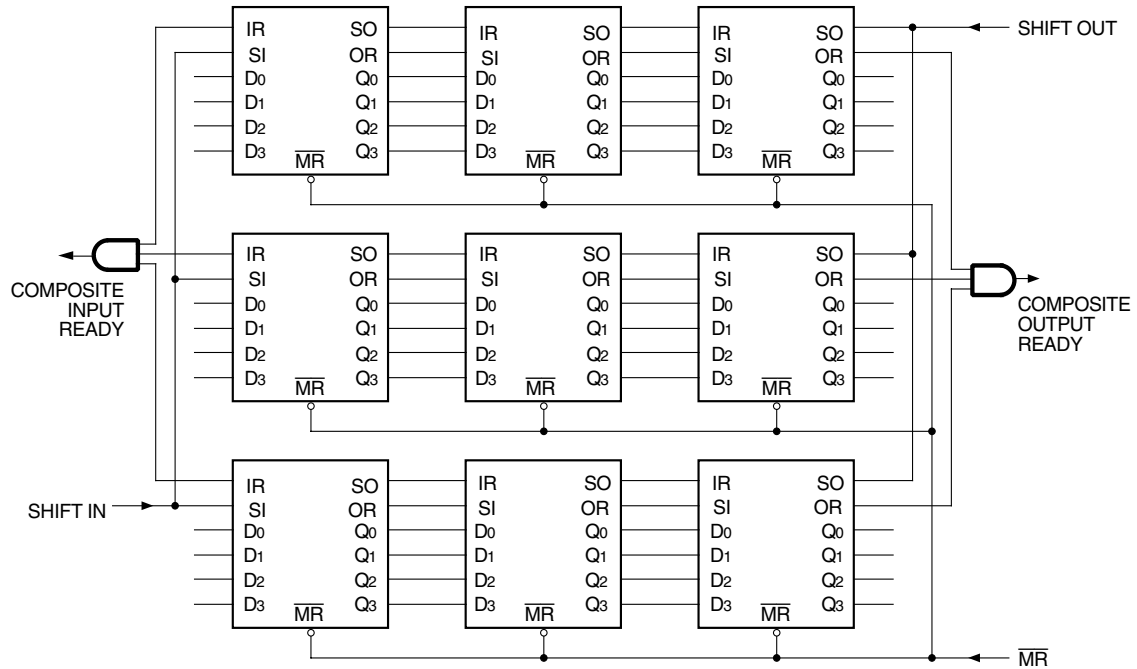 IR SO IR SO IR SO SHIFT OUT
SI OR SI OR SI OR
D0 Q0 D0 Q0 D0 Q0
D1 Q1 D1 Q1 D1 Q1
D2 Q2 D2 Q2 D2 Q2
D3 MR Q3 D3 MR Q3 D3 MR Q3
IR SO IR SO IR SO
SI OR SI OR SI OR
COMPOSITE
INPUT
READY
D0 Q0 D0 Q0 D0 Q0
D1 Q1 D1 Q1 D1 Q1
D2 Q2 D2 Q2 D2 Q2
D3 MR Q3 D3 MR Q3 D3 MR Q3
COMPOSITE
OUTPUT
READY
IR SO IR SO IR SO
SHIFT IN SI OR SI OR SI OR
D0 Q0 D0 Q0 D0 Q0
D1 Q1 D1 Q1 D1 Q1
D2 Q2 D2 Q2 D2 Q2
D3 MR Q3 D3 MR Q3 D3 MR Q3
MR